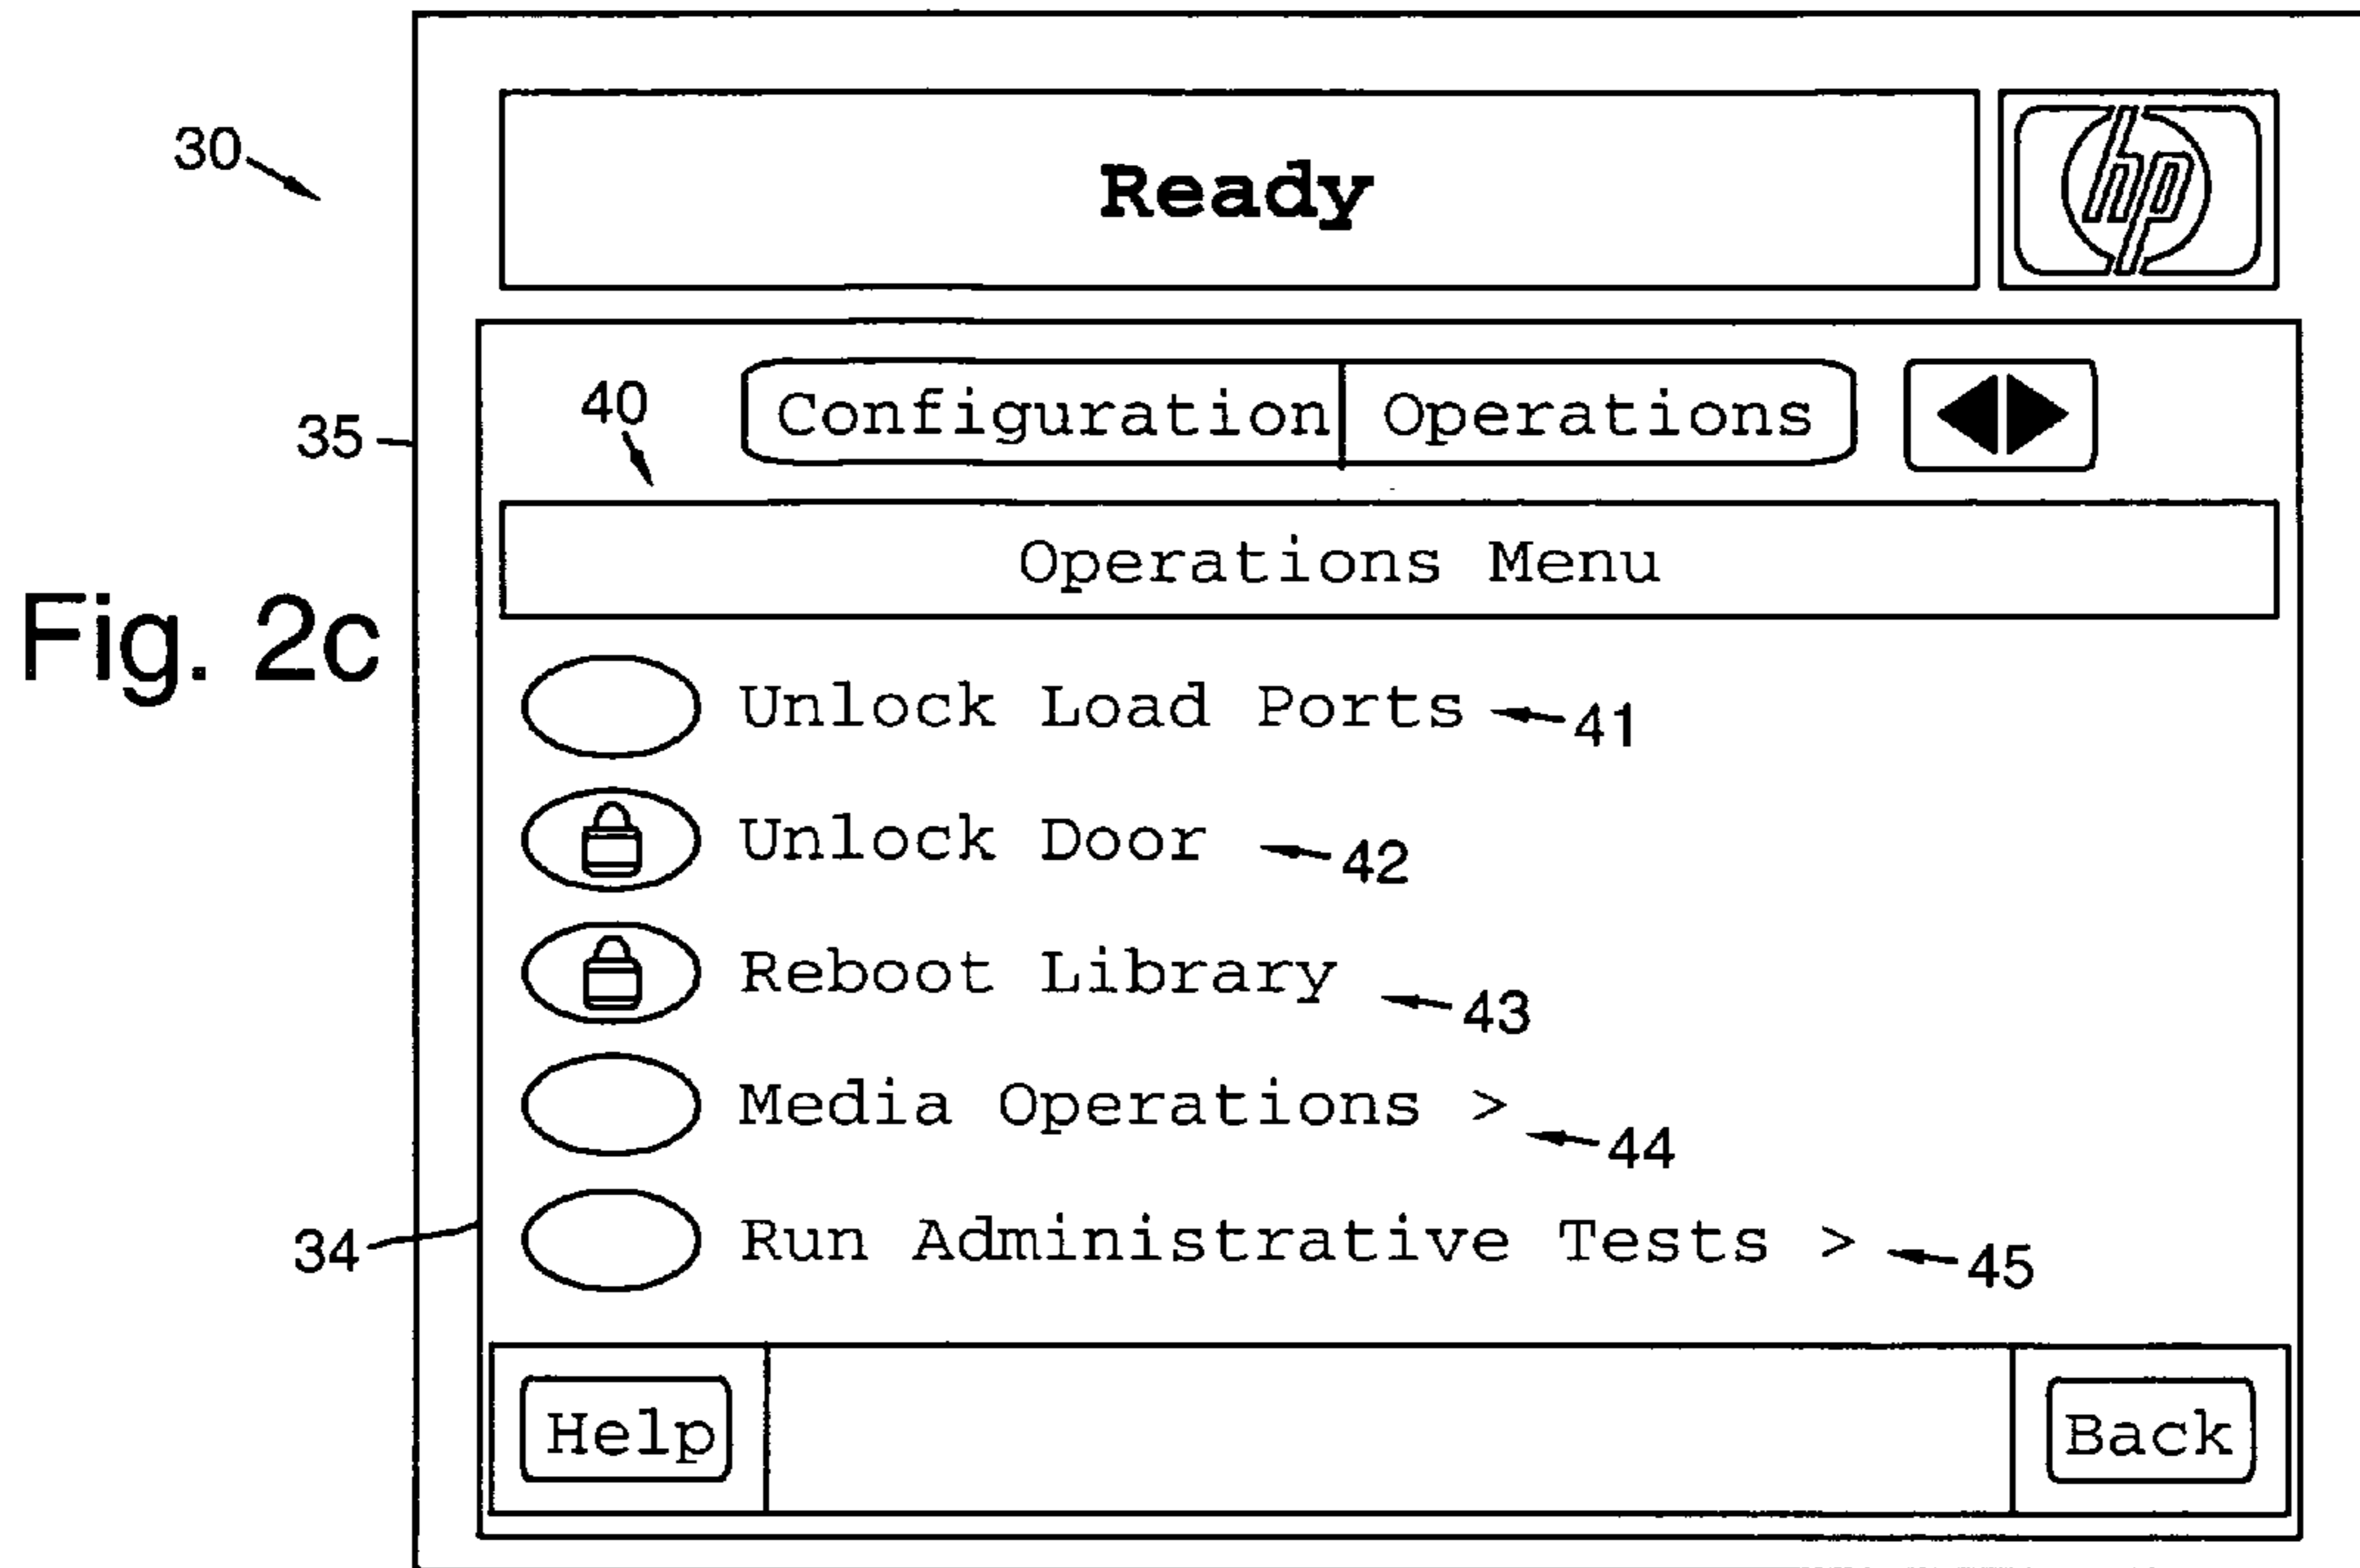 30
Ready
hp
35
40
Configuration
Operations
Operations Menu
Fig. 2c
Unlock Load Ports
41
Unlock Door
42
Reboot Library
43
Media Operations >
44
34
Run Administrative Tests >
45
Help
Back